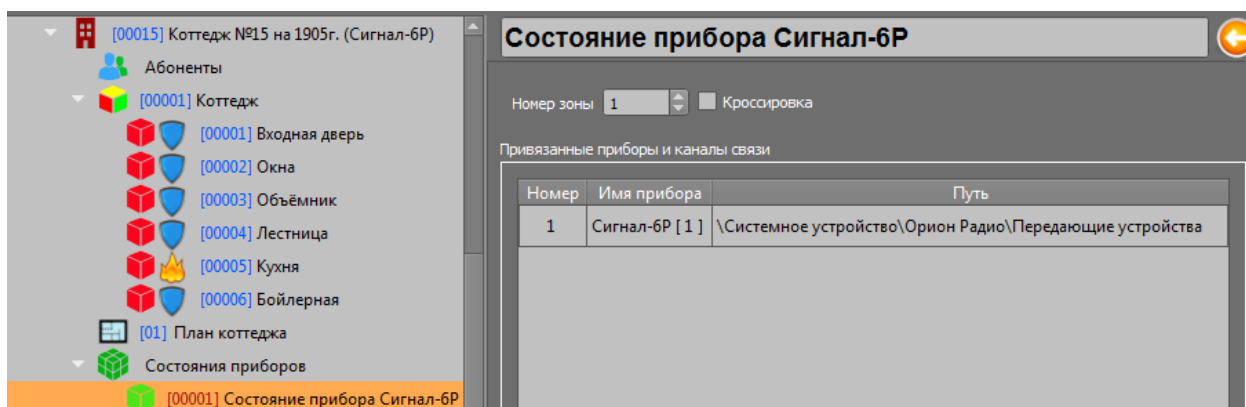 [00015] Коттедж №15 на 1905г. (Сигнал-6Р)
Абоненты
[00001] Коттедж
[00001] Входная дверь
[00002] Окна
[00003] Объёмник
[00004] Лестница
[00005] Кухня
[00006] Бойлерная
[01] План коттеджа
Состояния приборов
[00001] Состояние прибора Сигнал-6Р
Состояние прибора Сигнал-6Р
Номер зоны 1 Кроссировка
Привязанные приборы и каналы связи
Номер Имя прибора Путь
1 Сигнал-6Р [ 1 ] \Системное устройство\Орион Радио\Передающие устройства